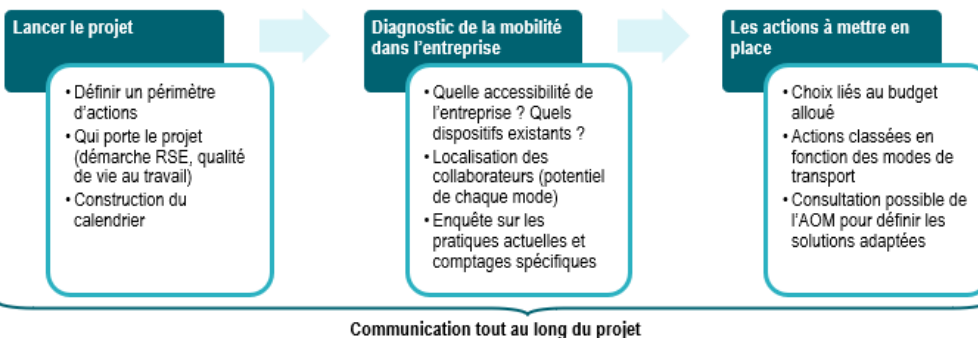 Lancer le projet
• Définir un périmètre
d'actions
• Qui porte le projet
(démarche RSE, qualité
de vie au travail)
• Construction du
calendrier
Diagnostic de la mobilité
dans l'entreprise
• Quelle accessibilité de
l'entreprise ? Quels
dispositifs existants ?
• Localisation des
collaborateurs (potentiel
de chaque mode)
• Enquête sur les
pratiques actuelles et
comptages spécifiques
Les actions à mettre en
place
• Choix liés au budget
alloué
• Actions classées en
fonction des modes de
transport
• Consultation possible de
l'AOM pour définir les
solutions adaptées
Communication tout au long du projet